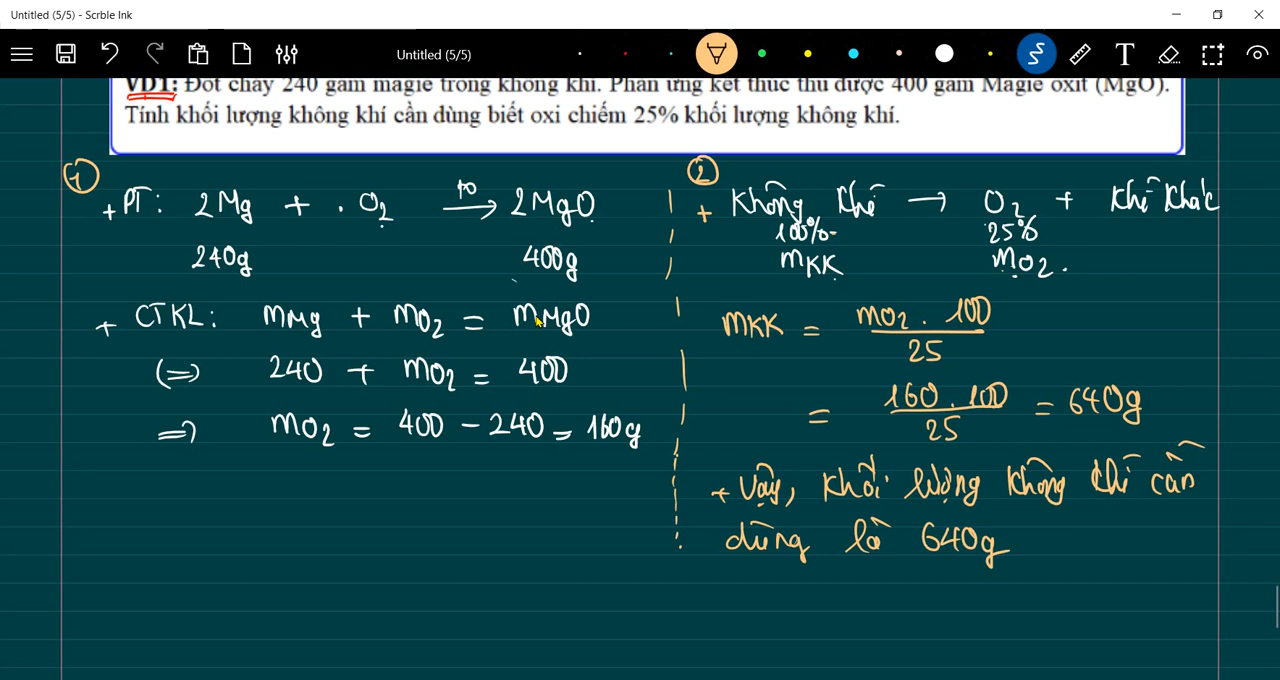 Untitled (5/5) - Scrble Ink
Untitled (5/5)
VD1: Đốt cháy 240 gam magie trong không khí. Phản ứng kết thúc thu được 400 gam Magie oxit (MgO).
Tính khối lượng không khí cần dùng biết oxi chiếm 25% khối lượng không khí.
1
+ PT: 2Mg + O2 t0 → 2MgO
240g 400g
+ CTKL: mMg + mO2 = mMgO
(=>) 240 + mO2 = 400
=> mO2 = 400 - 240 = 160g
2
+ Không khí → O2 + Khí khác
100% 25%
mKK mO2.
mKK = mO2 . 100
25
= 160 . 100 = 640g
25
+ Vậy, khối lượng không khí cần
dùng là 640g